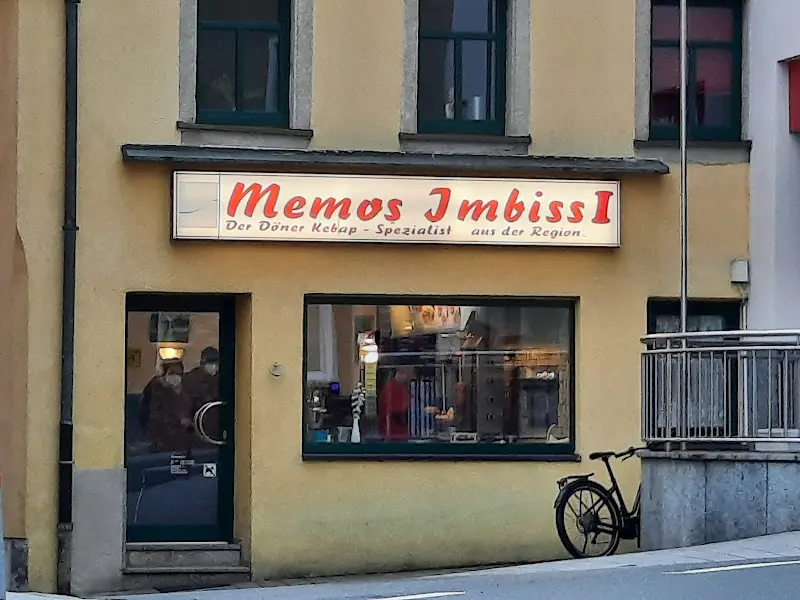 Memos Imbiss I
Der Döner Kebap - Spezialist aus der Region.